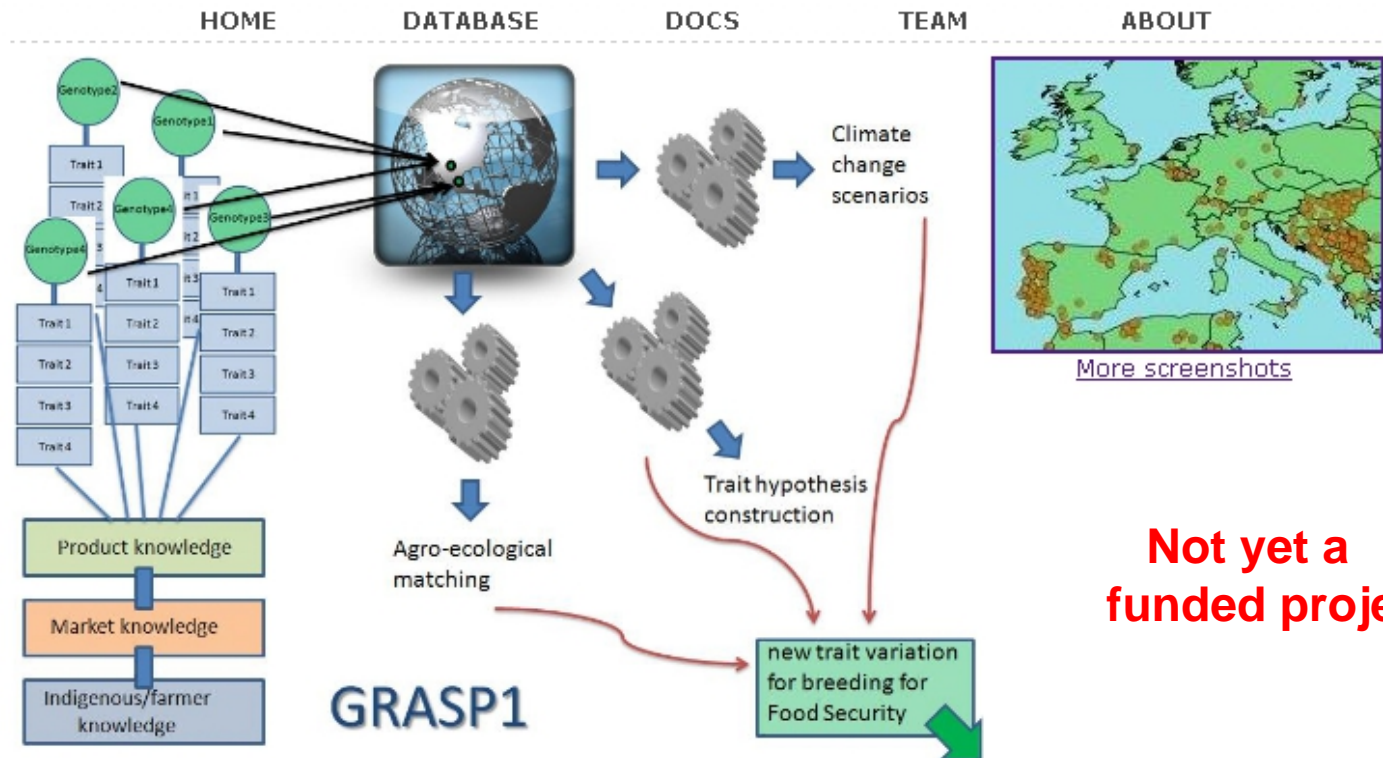 HOME DATABASE DOCS TEAM ABOUT
Genotype2
Genotype1
Trait 1
Trait 2
Genotype4
Genotype3
Genotype4
Trait 1
Trait 2
Trait 3
Trait 4
Trait 1
Trait 2
Trait 3
Trait 4
Trait 1
Trait 2
Trait 3
Trait 4
Product knowledge
Market knowledge
Indigenous/farmer
knowledge
Climate
change
scenarios
Trait hypothesis
construction
Agro-ecological
matching
GRASP1
new trait variation
for breeding for
Food Security
More screenshots
Not yet a
funded proje